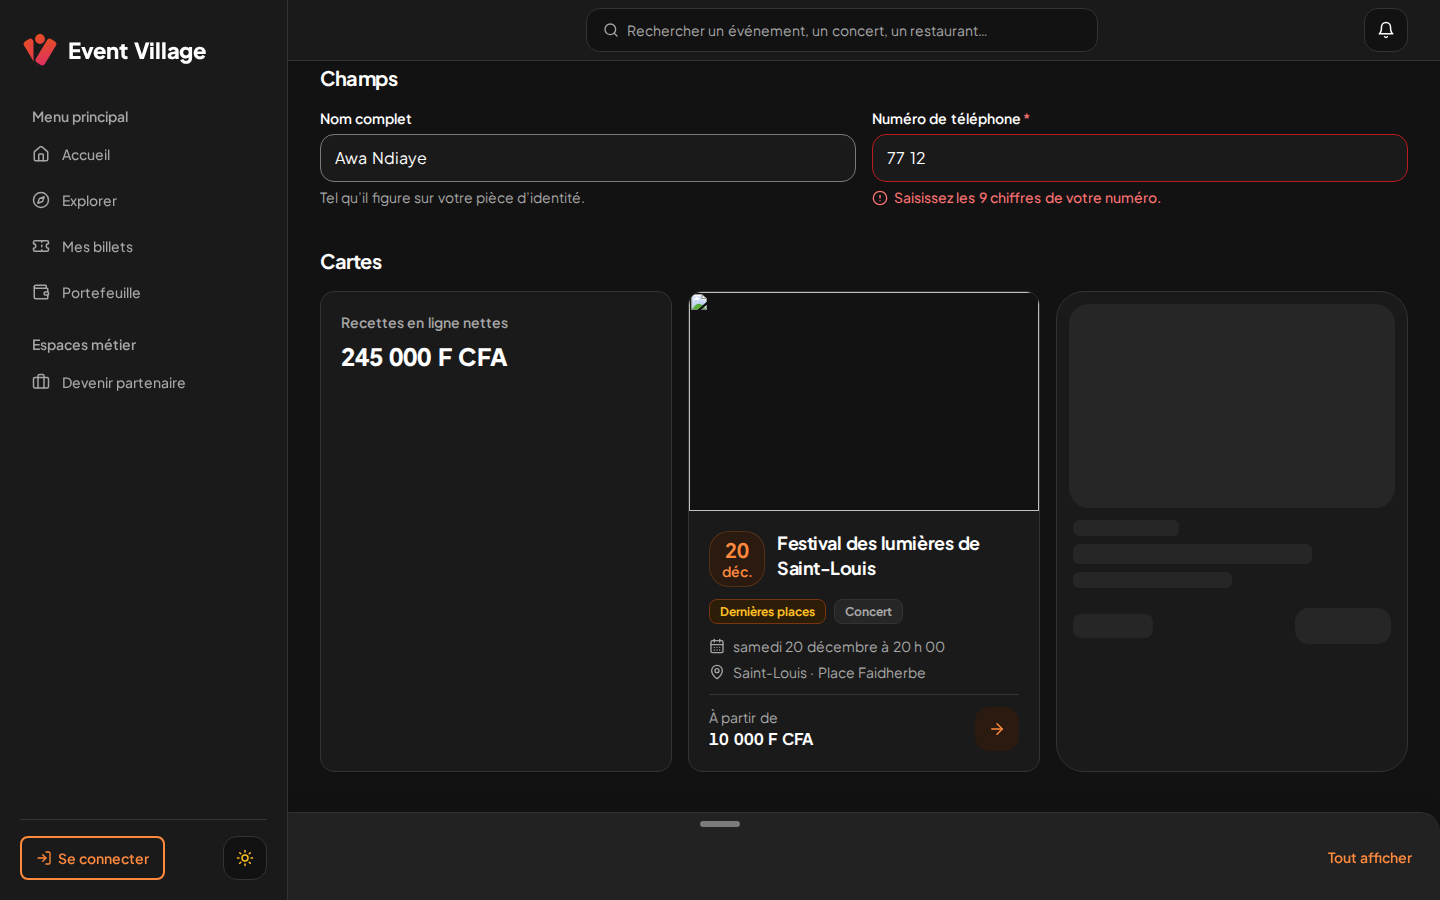 Event Village
Rechercher un événement, un concert, un restaurant…
Menu principal
Accueil
Explorer
Mes billets
Portefeuille
Espaces métier
Devenir partenaire
Se connecter
Champs
Nom complet
Awa Ndiaye
Tel qu'il figure sur votre pièce d'identité.
Numéro de téléphone *
77 12
Saisissez les 9 chiffres de votre numéro.
Cartes
Recettes en ligne nettes
245 000 F CFA
20
déc.
Festival des lumières de
Saint-Louis
Dernières places
Concert
samedi 20 décembre à 20 h 00
Saint-Louis · Place Faidherbe
À partir de
10 000 F CFA
Tout afficher